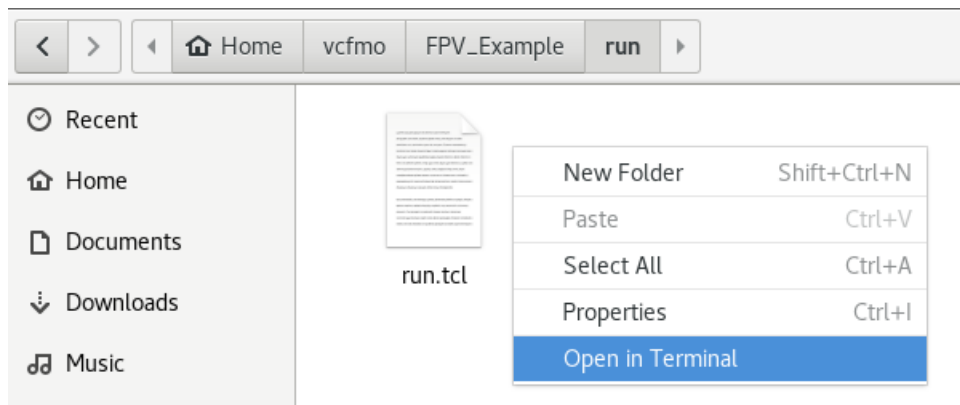 Home vcfmo FPV_Example run
Recent
Home
Documents
Downloads
Music
run.tcl
New Folder Shift+Ctrl+N
Paste Ctrl+V
Select All Ctrl+A
Properties Ctrl+I
Open in Terminal